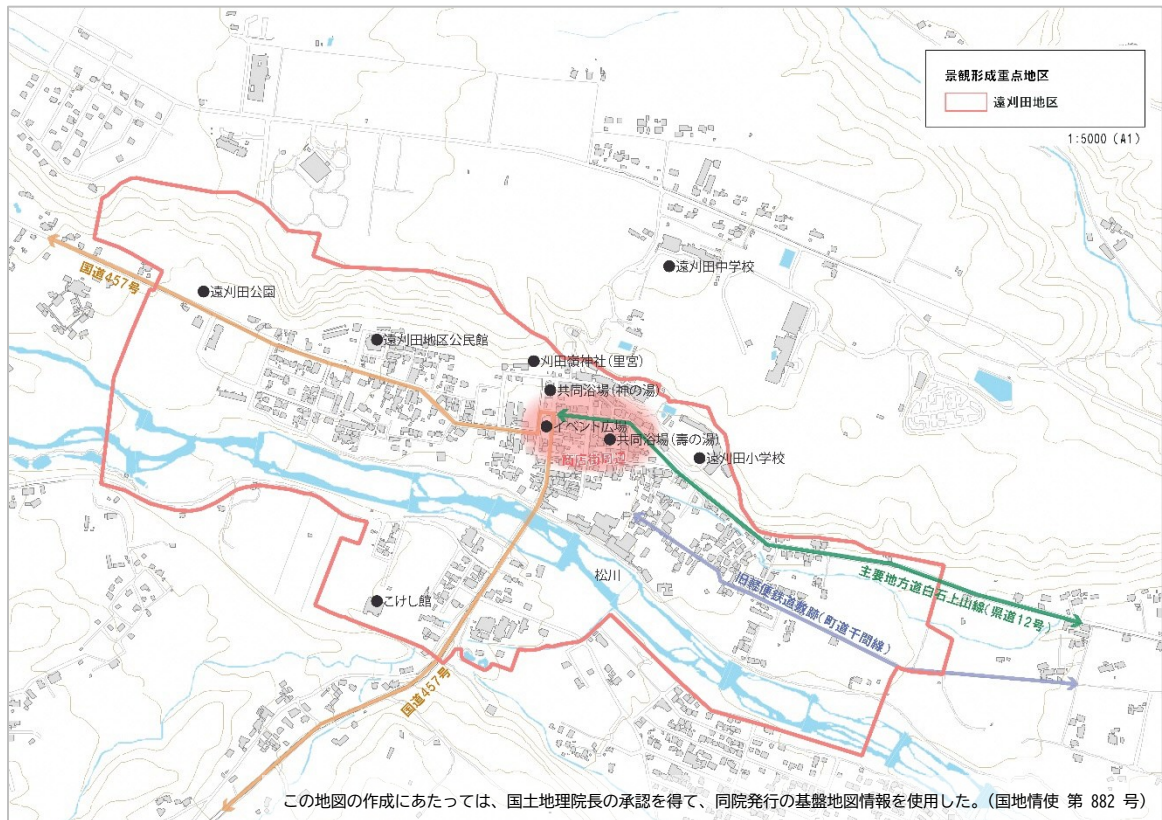 景観形成重点地区
遠刈田地区
1:5000 (A1)
国道457号
●遠刈田公園
●遠刈田中学校
●遠刈田地区公民館
●刈田嶺神社(里宮)
●共同浴場(神の湯)
●イベント広場
●共同浴場(壽の湯)
商店街周辺
●遠刈田小学校
松川
●こけし館
主要地方道白石上山線(県道12号)
旧軽便鉄道敷跡(町道千間線)
国道457号
この地図の作成にあたっては、国土地理院長の承認を得て、同院発行の基盤地図情報を使用した。(国地情使 第 882 号)